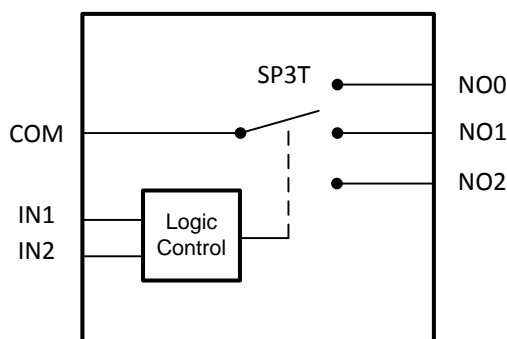 SP3T
NO0
COM
NO1
NO2
IN1
IN2
Logic
Control